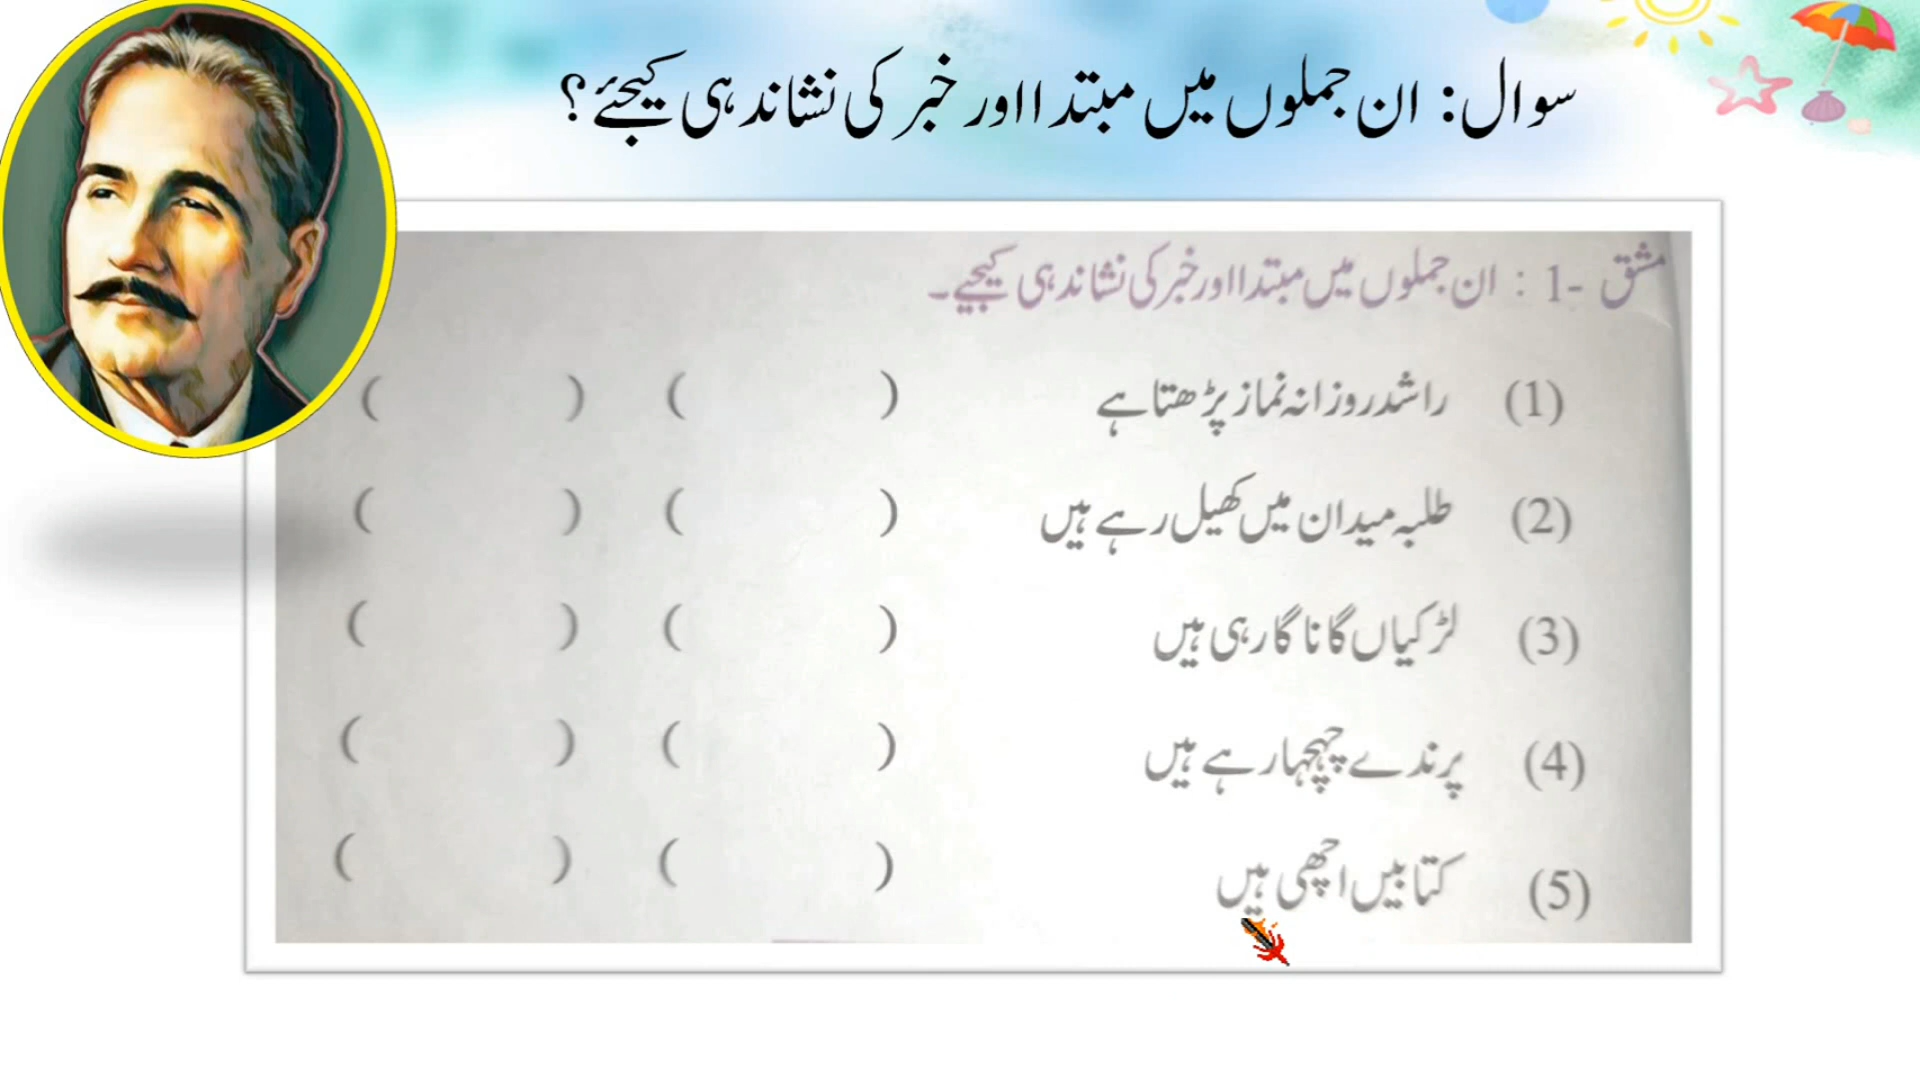 سوال: ان جملوں میں مبتدا اور خبر کی نشاندہی کیجئے؟
مشق -1 : ان جملوں میں مبتدا اور خبر کی نشاندہی کیجیے۔
(1) راشد روزانہ نماز پڑھتا ہے ( ) ( )
(2) طلبہ میدان میں کھیل رہے ہیں ( ) ( )
(3) لڑکیاں گانا گا رہی ہیں ( ) ( )
(4) پرندے چہچہا رہے ہیں ( ) ( )
(5) کتابیں اچھی ہیں ( ) ( )